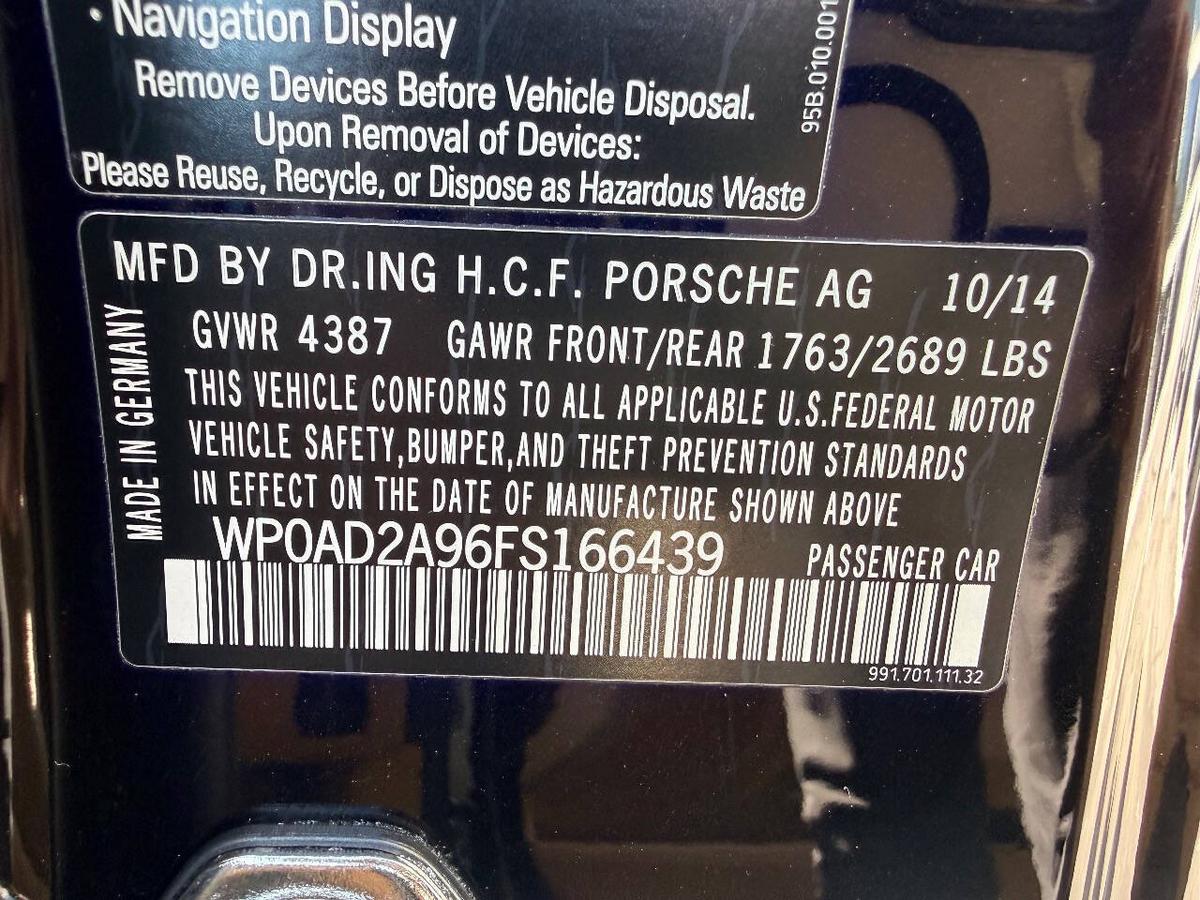 · Navigation Display
Remove Devices Before Vehicle Disposal.
Upon Removal of Devices:
Please Reuse, Recycle, or Dispose as Hazardous Waste
95B.010.001
MFD BY DR.ING H.C.F. PORSCHE AG 10/14
GVWR 4387 GAWR FRONT/REAR 1763/2689 LBS
THIS VEHICLE CONFORMS TO ALL APPLICABLE U.S.FEDERAL MOTOR
VEHICLE SAFETY,BUMPER,AND THEFT PREVENTION STANDARDS
IN EFFECT ON THE DATE OF MANUFACTURE SHOWN ABOVE
WP0AD2A96FS166439 PASSENGER CAR
991.701.111.32
MADE IN GERMANY